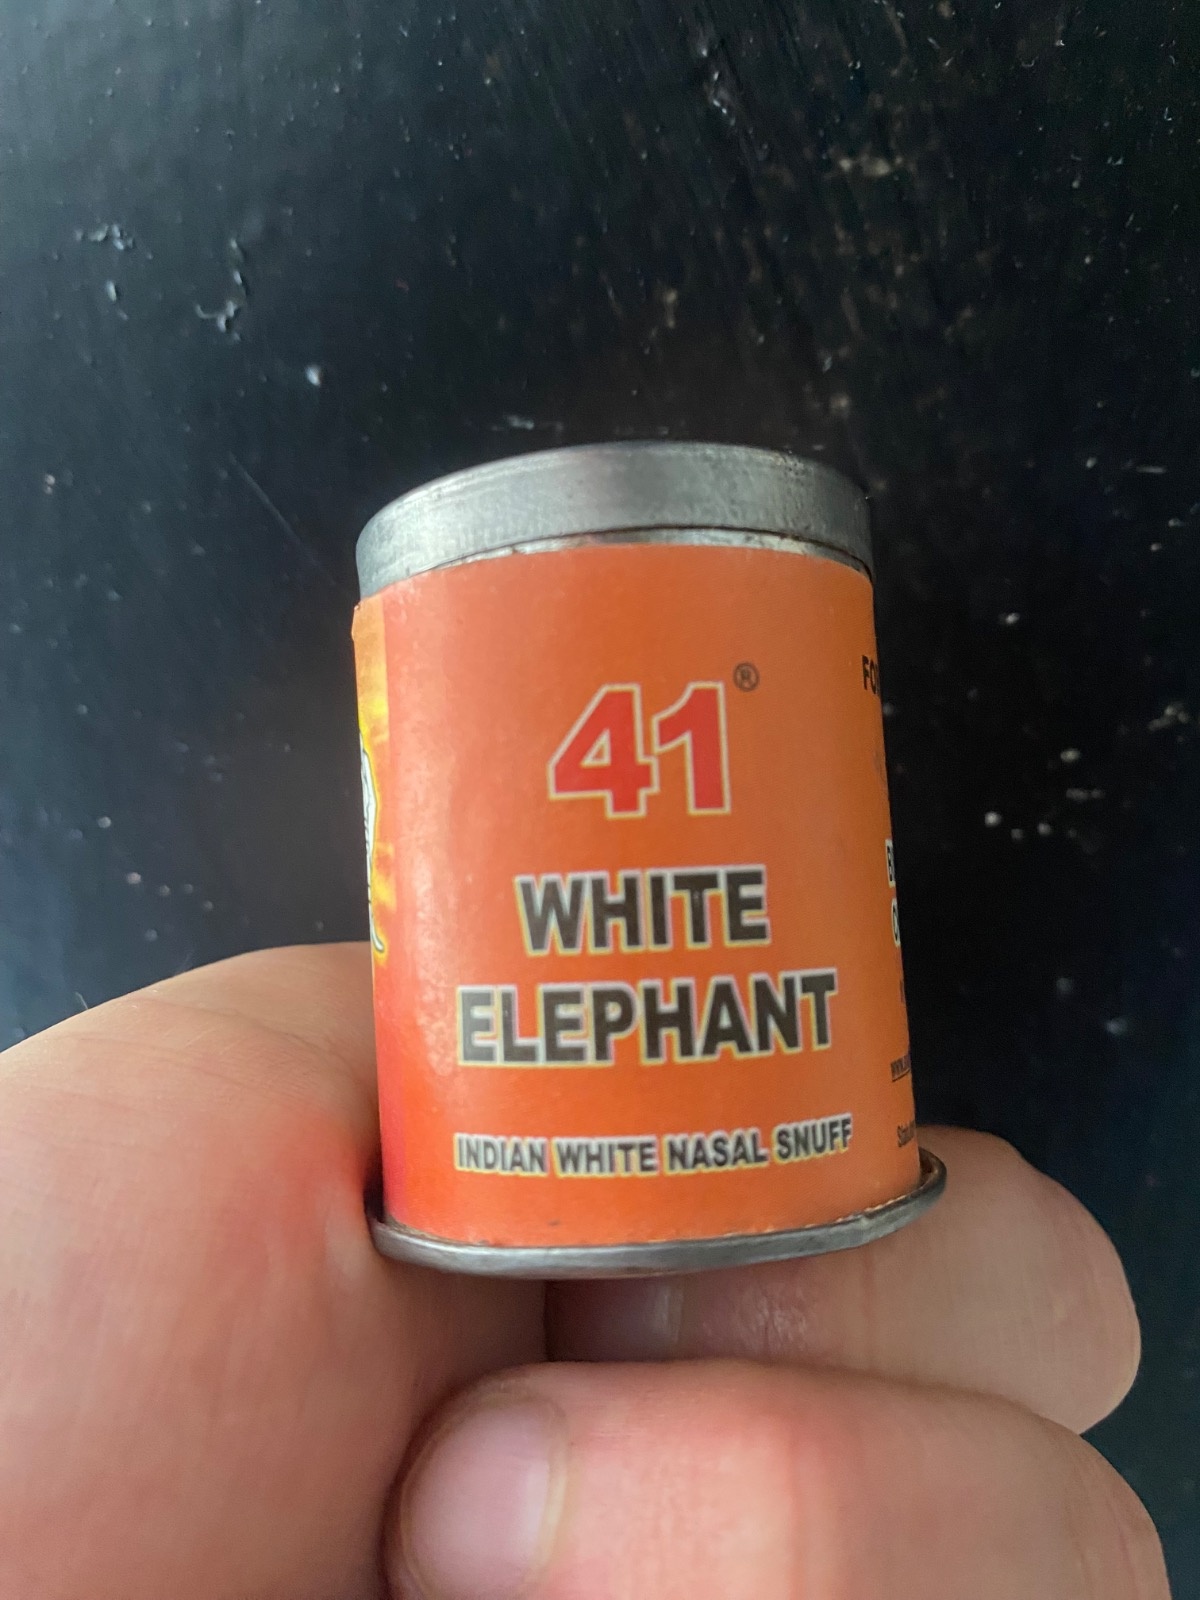 41®
WHITE
ELEPHANT
INDIAN WHITE NASAL SNUFF